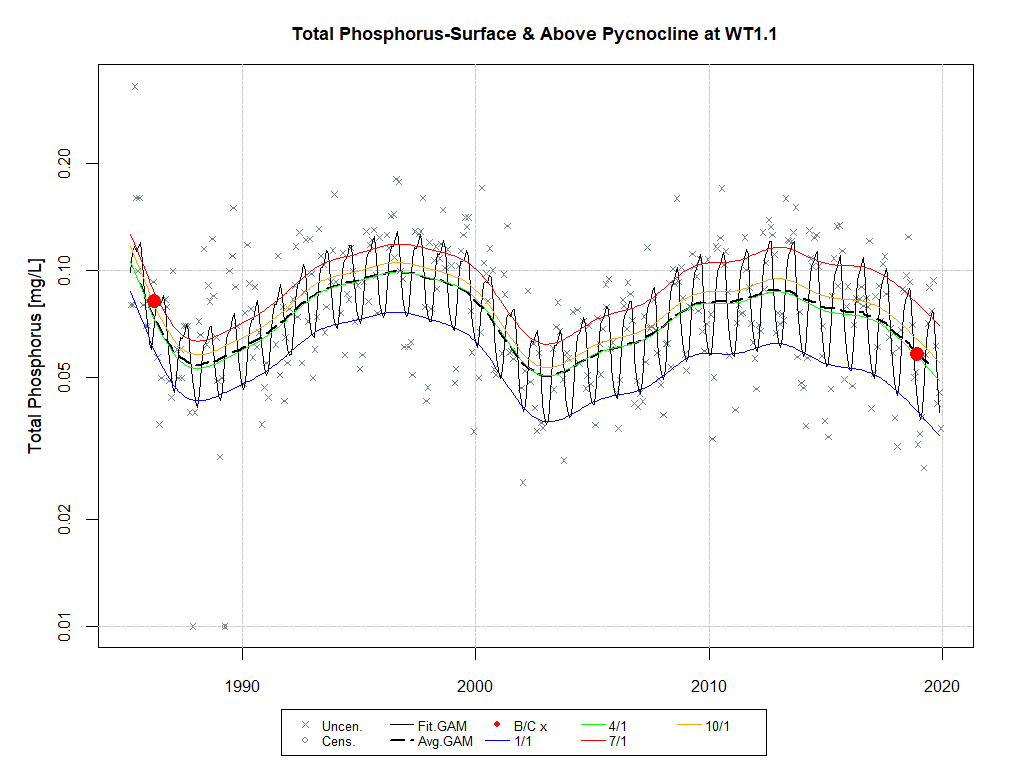 Total Phosphorus-Surface & Above Pycnocline at WT1.1
Total Phosphorus [mg/L]
0.20
0.10
0.05
0.02
0.01
1990 2000 2010 2020
Uncen. Fit.GAM B/C x 4/1 10/1
Cens. Avg.GAM 1/1 7/1